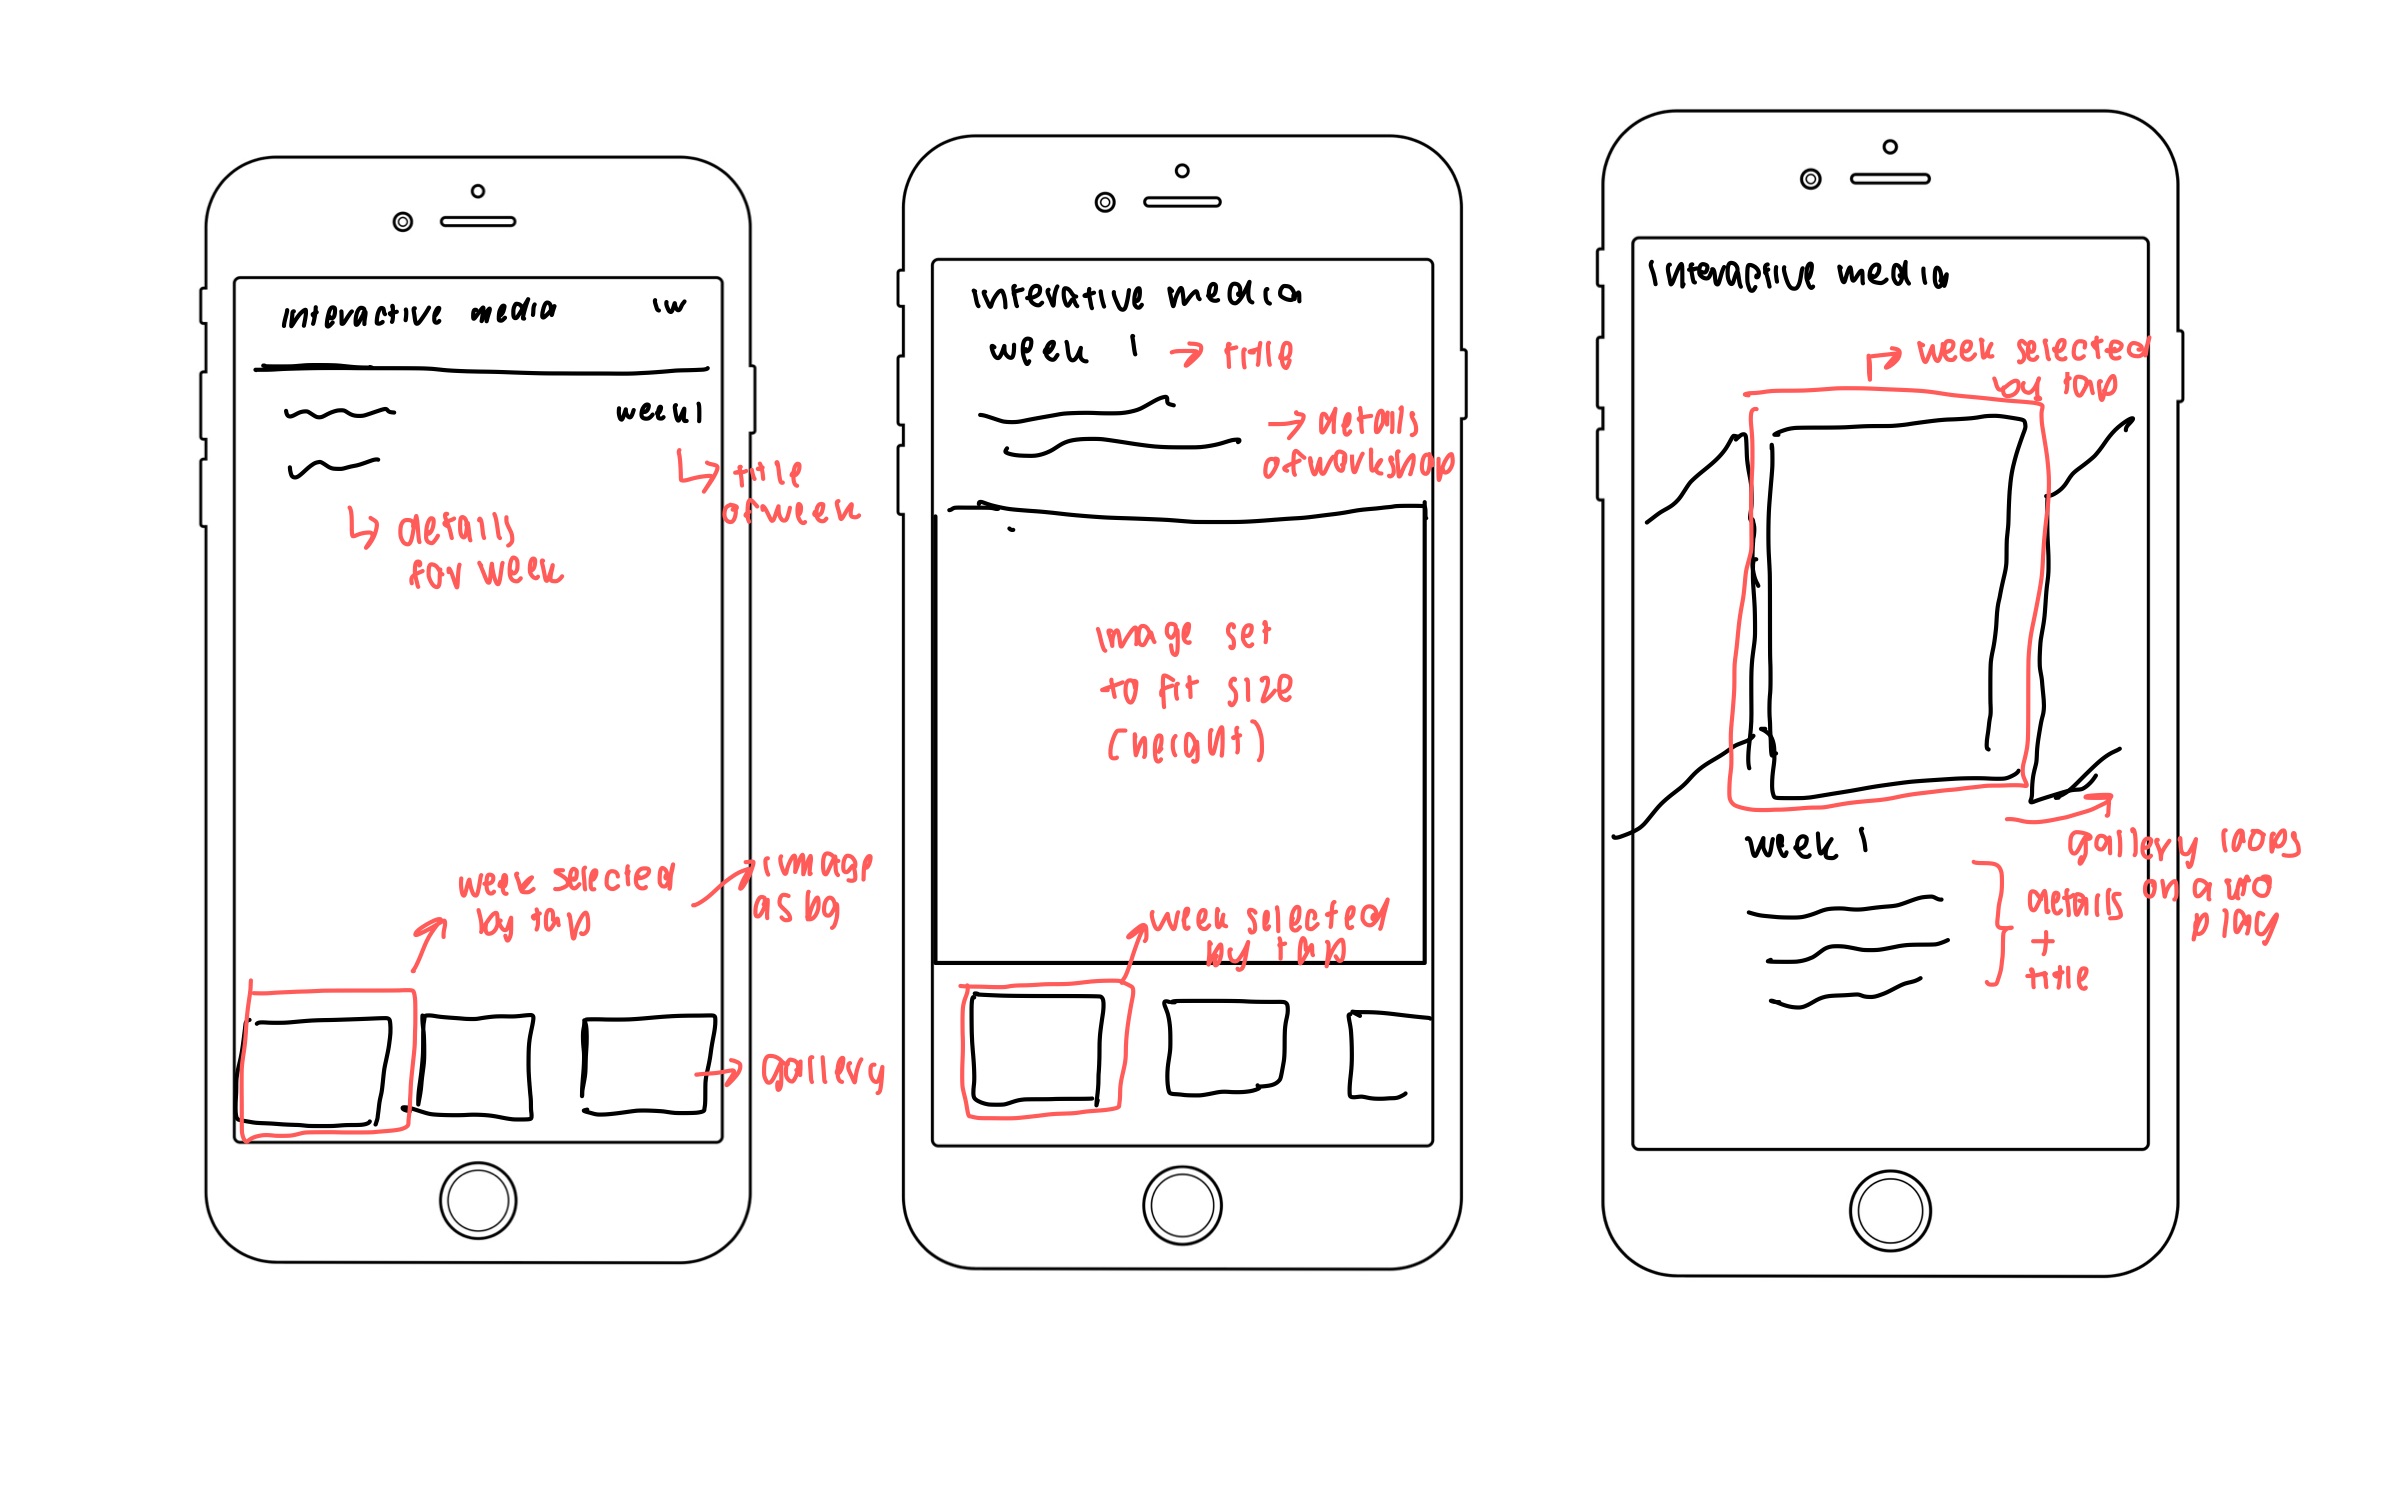 interactive media
week 1
title
of week
details
for week
week selected
by tap
image
as bg
gallery
interative media
week 1
title
details
of workshop
image set
to fit size
(height)
week selected
by tap
interactive media
week selected
by tap
week 1
gallery loops
on auto
play
details
+
title